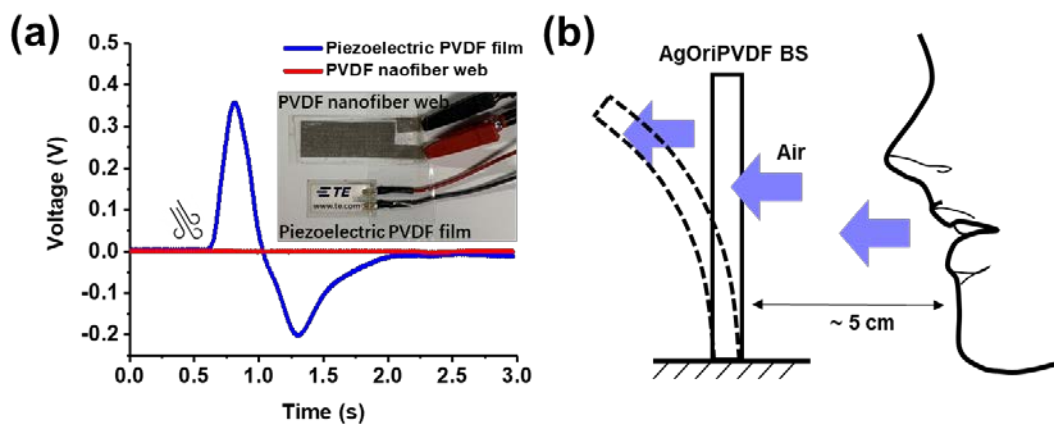 (a)
0.5
0.4
0.3
0.2
0.1
0.0
-0.1
-0.2
Voltage (V)
Piezoelectric PVDF film
PVDF naofiber web
PVDF nanofiber web
TE
www.te.com
Piezoelectric PVDF film
0.0 0.5 1.0 1.5 2.0 2.5 3.0
Time (s)
(b)
AgOriPVDF BS
Air
~ 5 cm